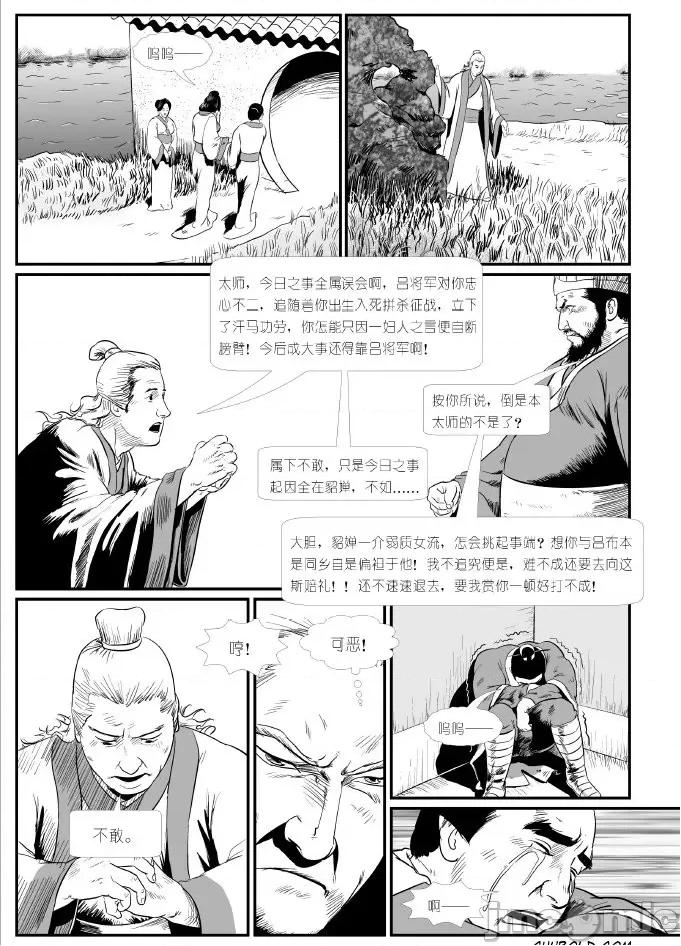 呜呜——
太师，今日之事全属误会啊，吕将军对你忠
心不二，追随兽你出生入死拼杀征战，立下
了汗马功劳，你怎能只因一妇人之言便自断
膀臂！今后成大事还得靠吕将军啊！
按你所说，倒是本
太师的不是了？
属下不敢，只是今日之事
起因全在貂婵，不如……
大胆，貂婵一介弱质女流，怎会挑起事端？想你与吕布本
是同乡自是偏袒于他！我不追究便是，难不成还要去向这
斯赔礼！！还不速速退去，要我赏你一顿好打不成！
不敢。
哼！
可恶！
呜呜——
啊——
jmcomic